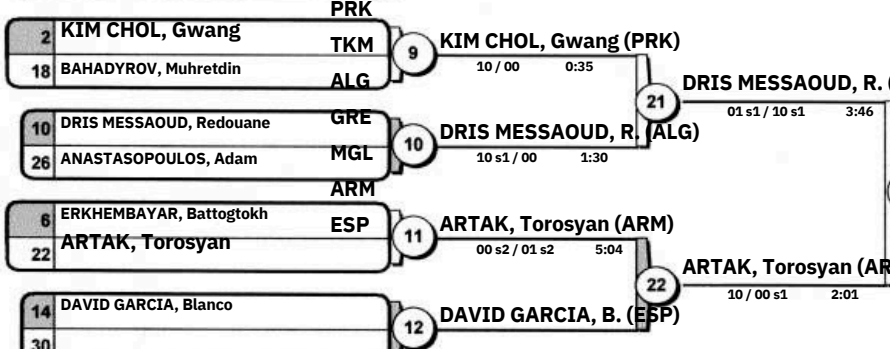 PRK
2 KIM CHOL, Gwang
TKM
18 BAHADYROV, Muhretdin
9
KIM CHOL, Gwang (PRK)
10 / 00 0:35
ALG
10 DRIS MESSAOUD, Redouane
GRE
26 ANASTASOPOULOS, Adam
MGL
10
DRIS MESSAOUD, R. (ALG)
10 s1 / 00 1:30
21
DRIS MESSAOUD, R. (
01 s1 / 10 s1 3:46
ARM
6 ERKHEMBAYAR, Battogtokh
ESP
22 ARTAK, Torosyan
11
ARTAK, Torosyan (ARM)
00 s2 / 01 s2 5:04
14 DAVID GARCIA, Blanco
30
12
DAVID GARCIA, B. (ESP)
22
ARTAK, Torosyan (AR
10 / 00 s1 2:01